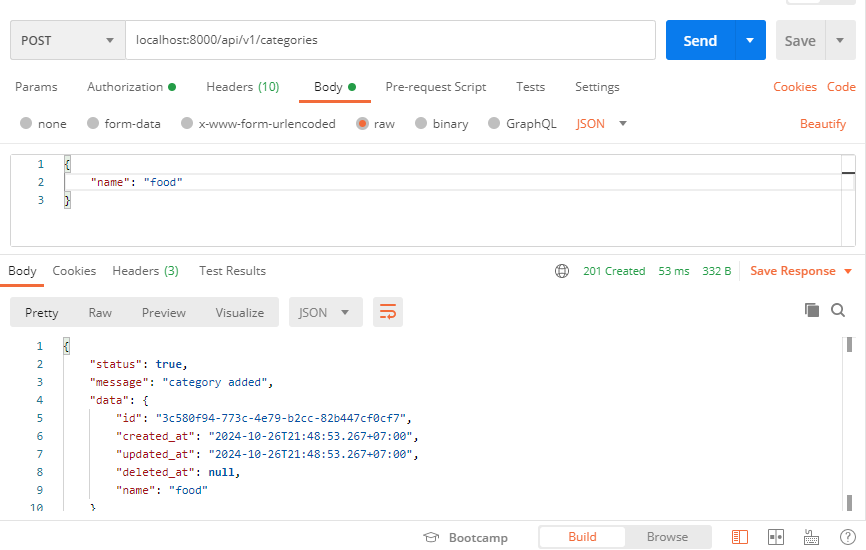 POST localhost:8000/api/v1/categories Send Save
Params Authorization Headers (10) Body Pre-request Script Tests Settings Cookies Code
none form-data x-www-form-urlencoded raw binary GraphQL JSON Beautify
1 {
2 "name": "food"
3 }
Body Cookies Headers (3) Test Results 201 Created 53 ms 332 B Save Response
Pretty Raw Preview Visualize JSON
1 {
2 "status": true,
3 "message": "category added",
4 "data": {
5 "id": "3c580f94-773c-4e79-b2cc-82b447cf0cf7",
6 "created_at": "2024-10-26T21:48:53.267+07:00",
7 "updated_at": "2024-10-26T21:48:53.267+07:00",
8 "deleted_at": null,
9 "name": "food"
10 }
Bootcamp Build Browse ?